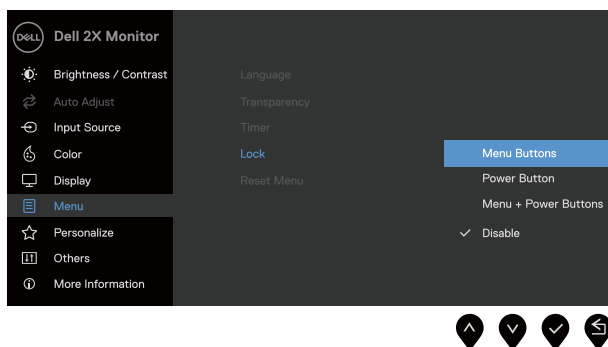 DELL Dell 2X Monitor
Brightness / Contrast
Auto Adjust
Input Source
Color
Display
Menu
Personalize
Others
More Information
Language
Transparency
Timer
Lock
Reset Menu
Menu Buttons
Power Button
Menu + Power Buttons
Disable